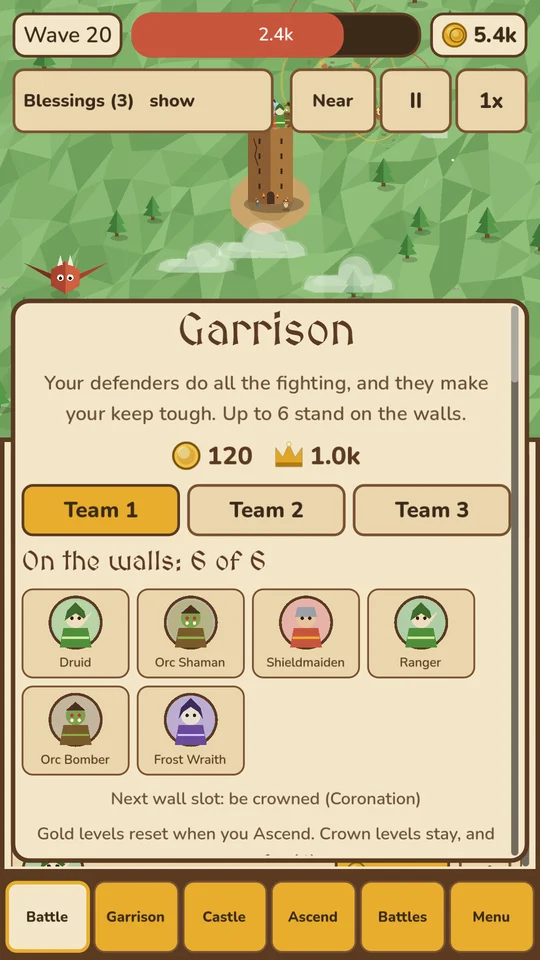 Wave 20
2.4k
5.4k
Blessings (3) show
Near
1x
Garrison
Your defenders do all the fighting, and they make
your keep tough. Up to 6 stand on the walls.
120 1.0k
Team 1
Team 2
Team 3
On the walls: 6 of 6
Druid
Orc Shaman
Shieldmaiden
Ranger
Orc Bomber
Frost Wraith
Next wall slot: be crowned (Coronation)
Gold levels reset when you Ascend. Crown levels stay, and
Battle
Garrison
Castle
Ascend
Battles
Menu